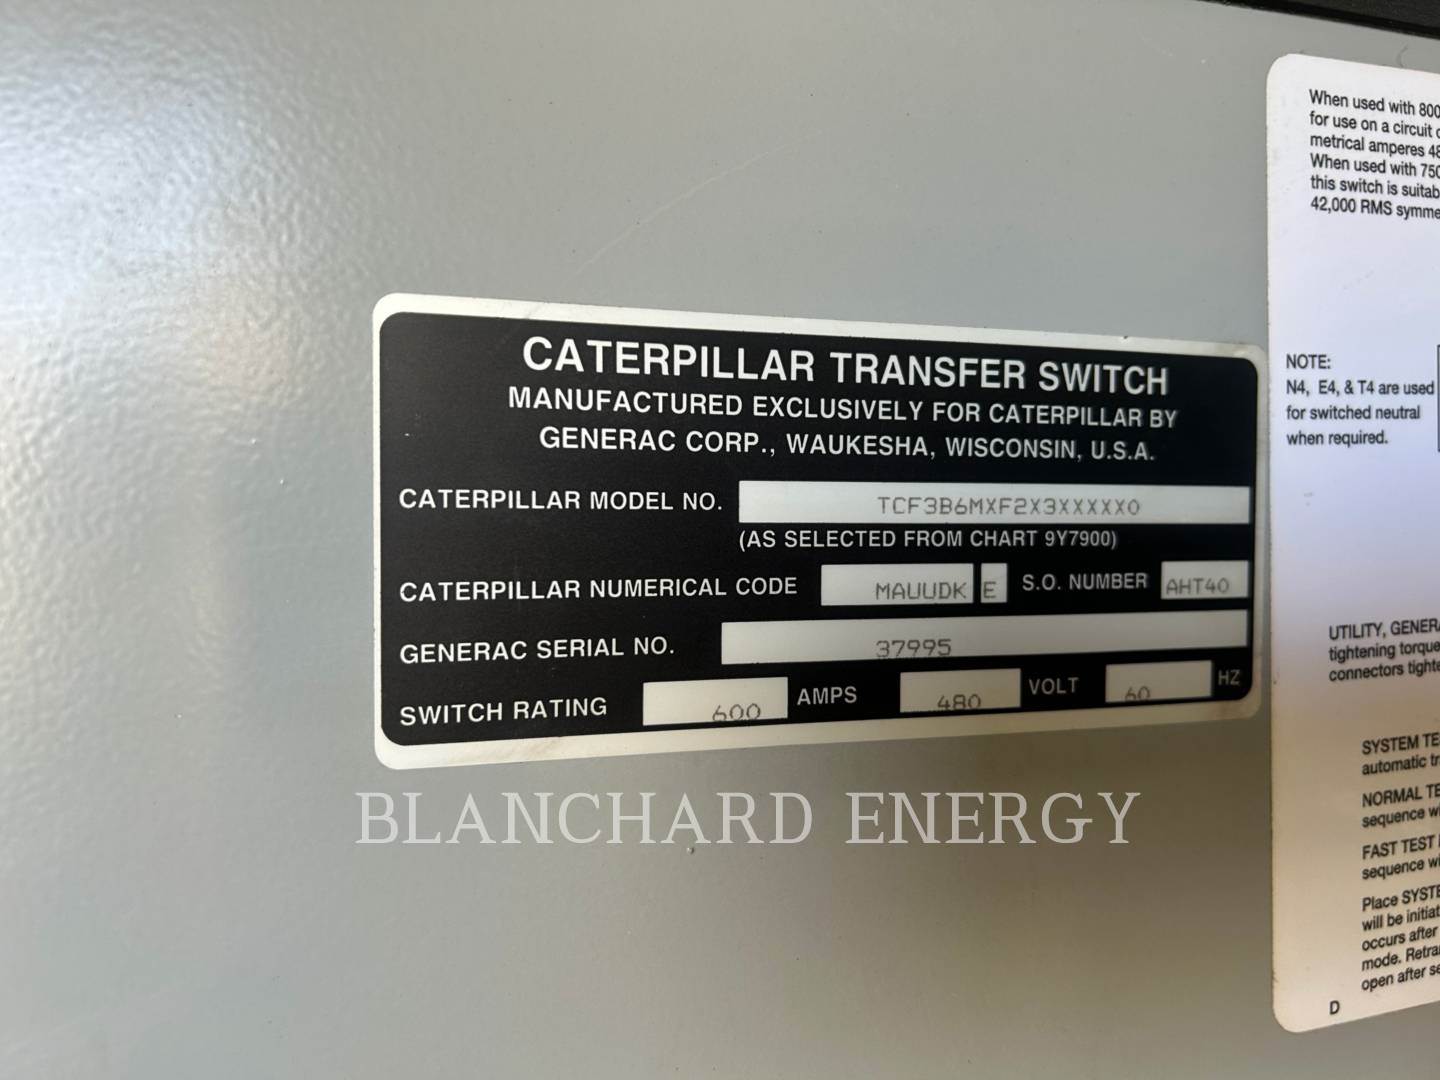 CATERPILLAR TRANSFER SWITCH
MANUFACTURED EXCLUSIVELY FOR CATERPILLAR BY
GENERAC CORP., WAUKESHA, WISCONSIN, U.S.A.
CATERPILLAR MODEL NO. TCF3B6MXF2X3XXXXXO
(AS SELECTED FROM CHART 9Y7900)
CATERPILLAR NUMERICAL CODE MAUUDK E S.O. NUMBER AHT40
GENERAC SERIAL NO. 37995
SWITCH RATING 600 AMPS 480 VOLT 60 HZ
BLANCHARD ENERGY
When used with 800
for use on a circuit
metrical amperes 48
When used with 750
this switch is suitab
42,000 RMS symme
NOTE:
N4, E4, & T4 are used
for switched neutral
when required.
UTILITY, GENERA
tightening torque
connectors tighte
SYSTEM TE
automatic tr
NORMAL TE
sequence wi
FAST TEST
sequence wi
Place SYSTE
will be initiat
occurs after
mode. Retra
open after se
D